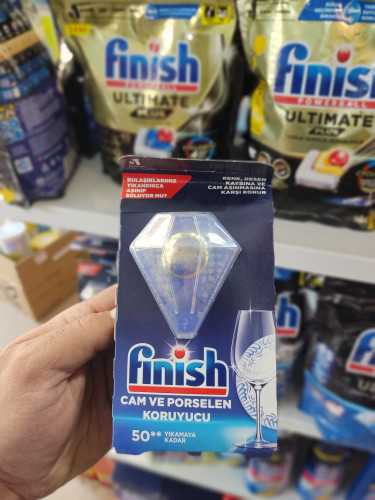 finish
POWERBALL
ULTIMATE
PLUS
finish
POWERBALL
ULTIMATE
PLUS
BULAŞIKLARINIZ
YIKANDIKÇA
AŞINIP
SOLUYOR MU?
RENK, DESEN
KAYBINA VE
CAM AŞINMASINA
KARŞI KORUR
finish
CAM VE PORSELEN
KORUYUCU
50** YIKAMAYA
KADAR
finish